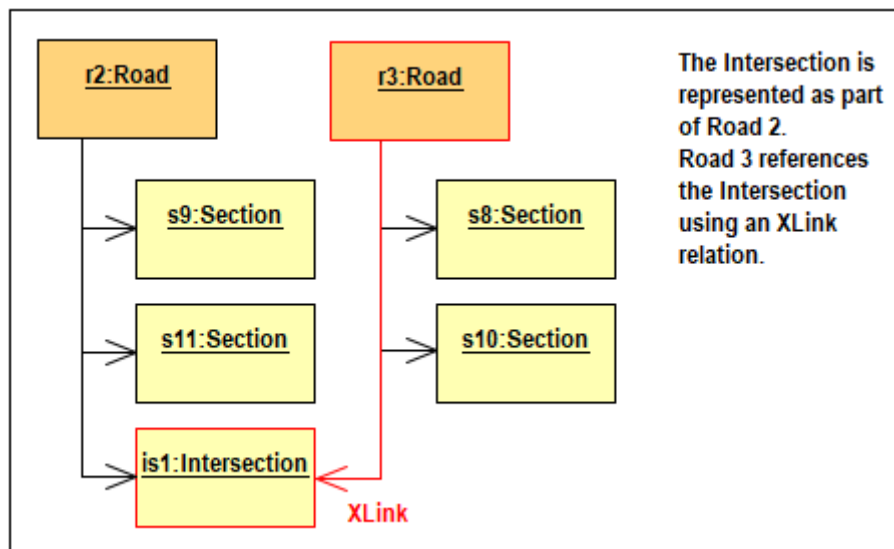 r2:Road
r3:Road
The Intersection is
represented as part
of Road 2.
Road 3 references
the Intersection
using an XLink
relation.
s9:Section
s8:Section
s11:Section
s10:Section
is1:Intersection
XLink